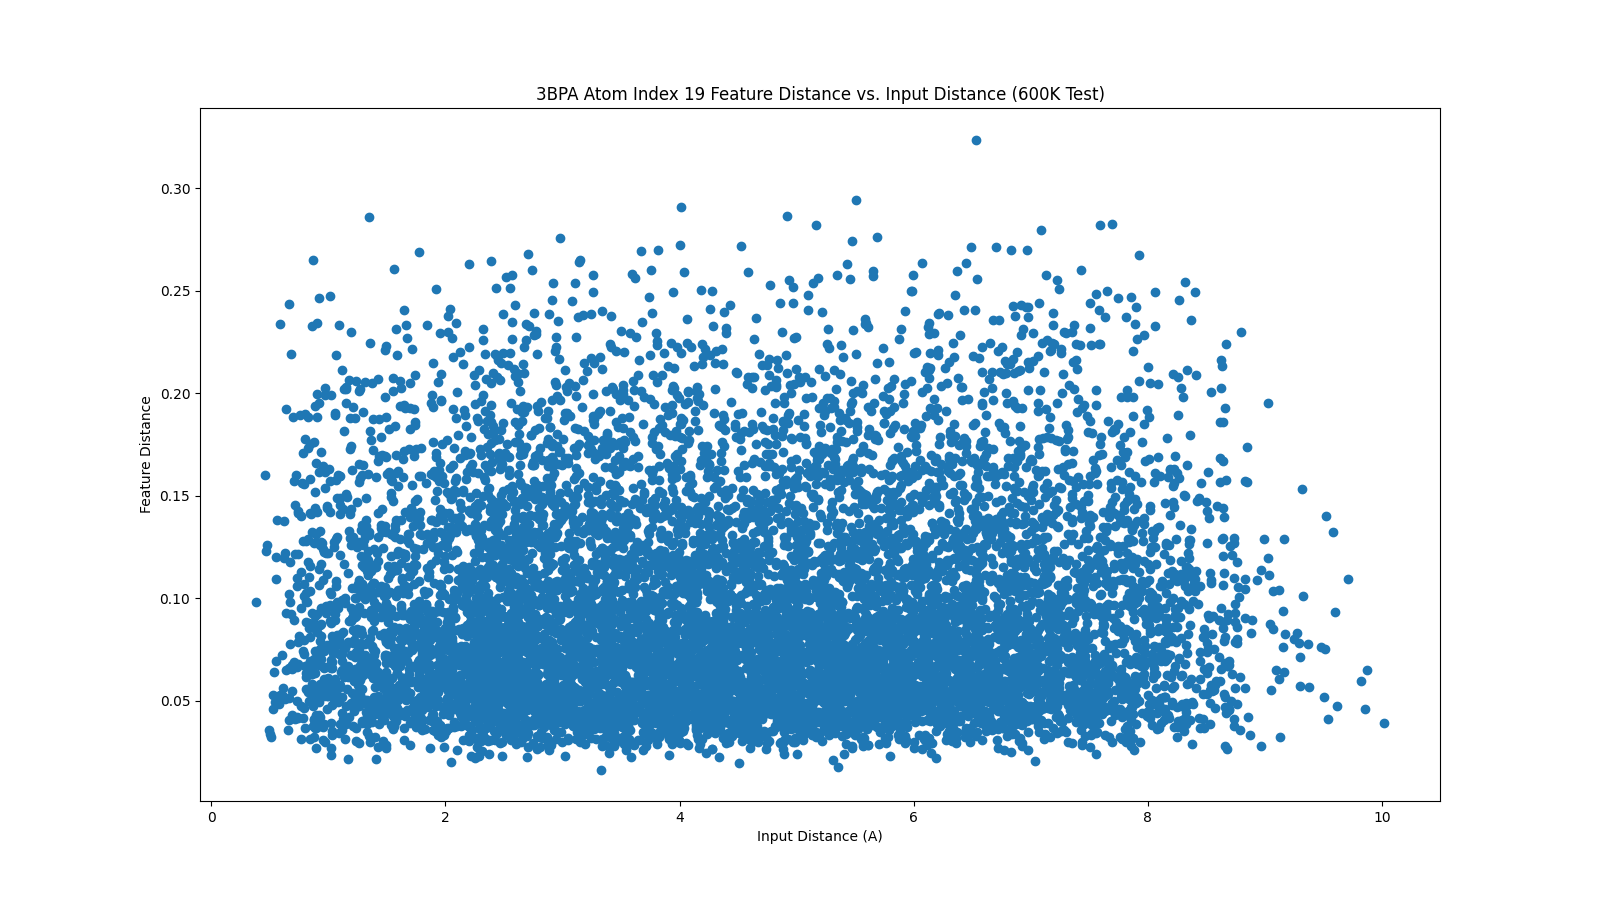 3BPA Atom Index 19 Feature Distance vs. Input Distance (600K Test)
0.30
0.25
0.20
0.15
0.10
0.05
Feature Distance
0 2 4 6 8 10
Input Distance (A)